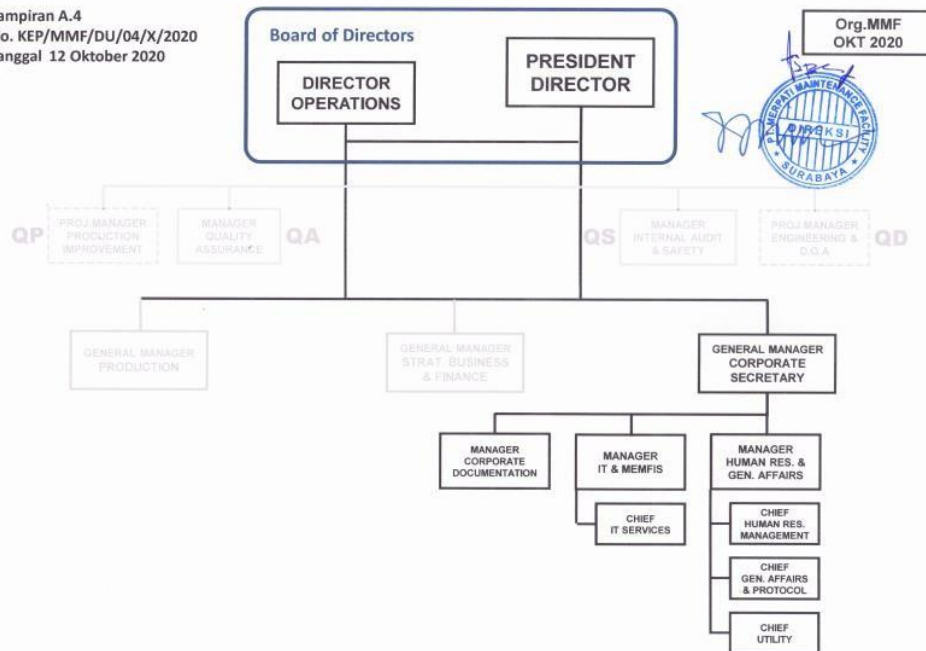 ampiran A.4
o. KEP/MMF/DU/04/X/2020
anggal 12 Oktober 2020
Board of Directors
DIRECTOR
OPERATIONS
PRESIDENT
DIRECTOR
Org.MMF
OKT 2020
PT. MERPATI MAINTENANCE FACILITY
DIREKSI
* SURABAYA *
QP
PROJ.MANAGER
PRODUCTION
IMPROVEMENT
MANAGER
QUALITY
ASSURANCE
QA
QS
MANAGER
INTERNAL AUDIT
& SAFETY
PROJ.MANAGER
ENGINEERING &
D.O.A
QD
GENERAL MANAGER
PRODUCTION
GENERAL MANAGER
STRAT. BUSINESS
& FINANCE
GENERAL MANAGER
CORPORATE
SECRETARY
MANAGER
CORPORATE
DOCUMENTATION
MANAGER
IT & MEMFIS
MANAGER
HUMAN RES. &
GEN. AFFAIRS
CHIEF
IT SERVICES
CHIEF
HUMAN RES.
MANAGEMENT
CHIEF
GEN. AFFAIRS
& PROTOCOL
CHIEF
UTILITY